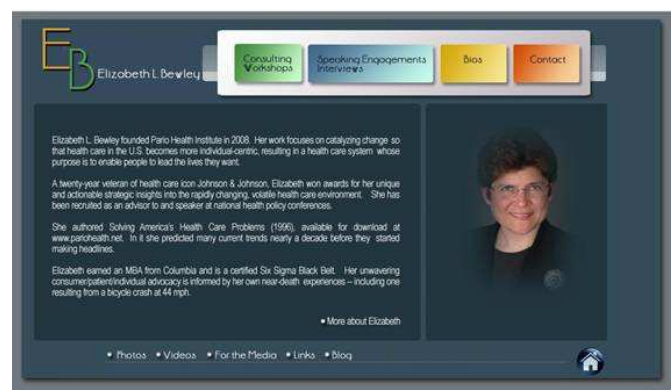 EB
Elizabeth L Bewley
Consulting
Workshops
Speaking Engagements
Interviews
Bios
Contact
Elizabeth L. Bewley founded Pario Health Institute in 2008. Her work focuses on catalyzing change so
that health care in the U.S. becomes more individual-centric, resulting in a health care system whose
purpose is to enable people to lead the lives they want.
A twenty-year veteran of health care icon Johnson & Johnson, Elizabeth won awards for her unique
and actionable strategic insights into the rapidly changing, volatile health care environment. She has
been recruited as an advisor to and speaker at national health policy conferences.
She authored Solving America's Health Care Problems (1996), available for download at
www.pariohealth.net. In it she predicted many current trends nearly a decade before they started
making headlines.
Elizabeth earned an MBA from Columbia and is a certified Six Sigma Black Belt. Her unwavering
consumer/patient/individual advocacy is informed by her own near-death experiences -- including one
resulting from a bicycle crash at 44 mph.
• More about Elizabeth
• Photos • Videos • For the Media • Links • Blog